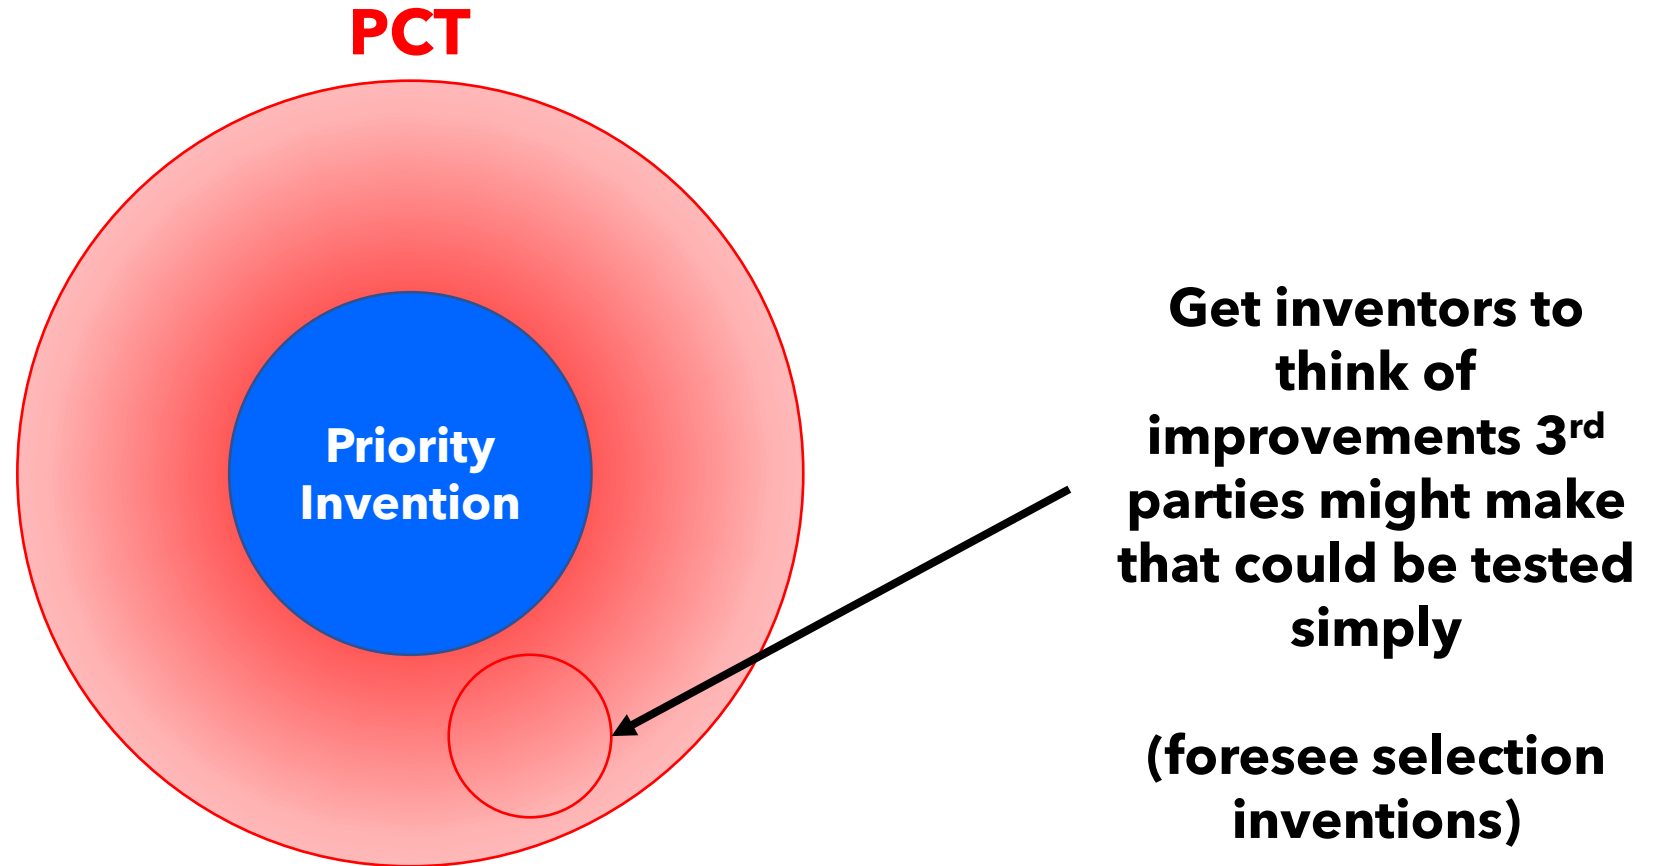 PCT
Priority
Invention
Get inventors to
think of
improvements 3rd
parties might make
that could be tested
simply
(foresee selection
inventions)